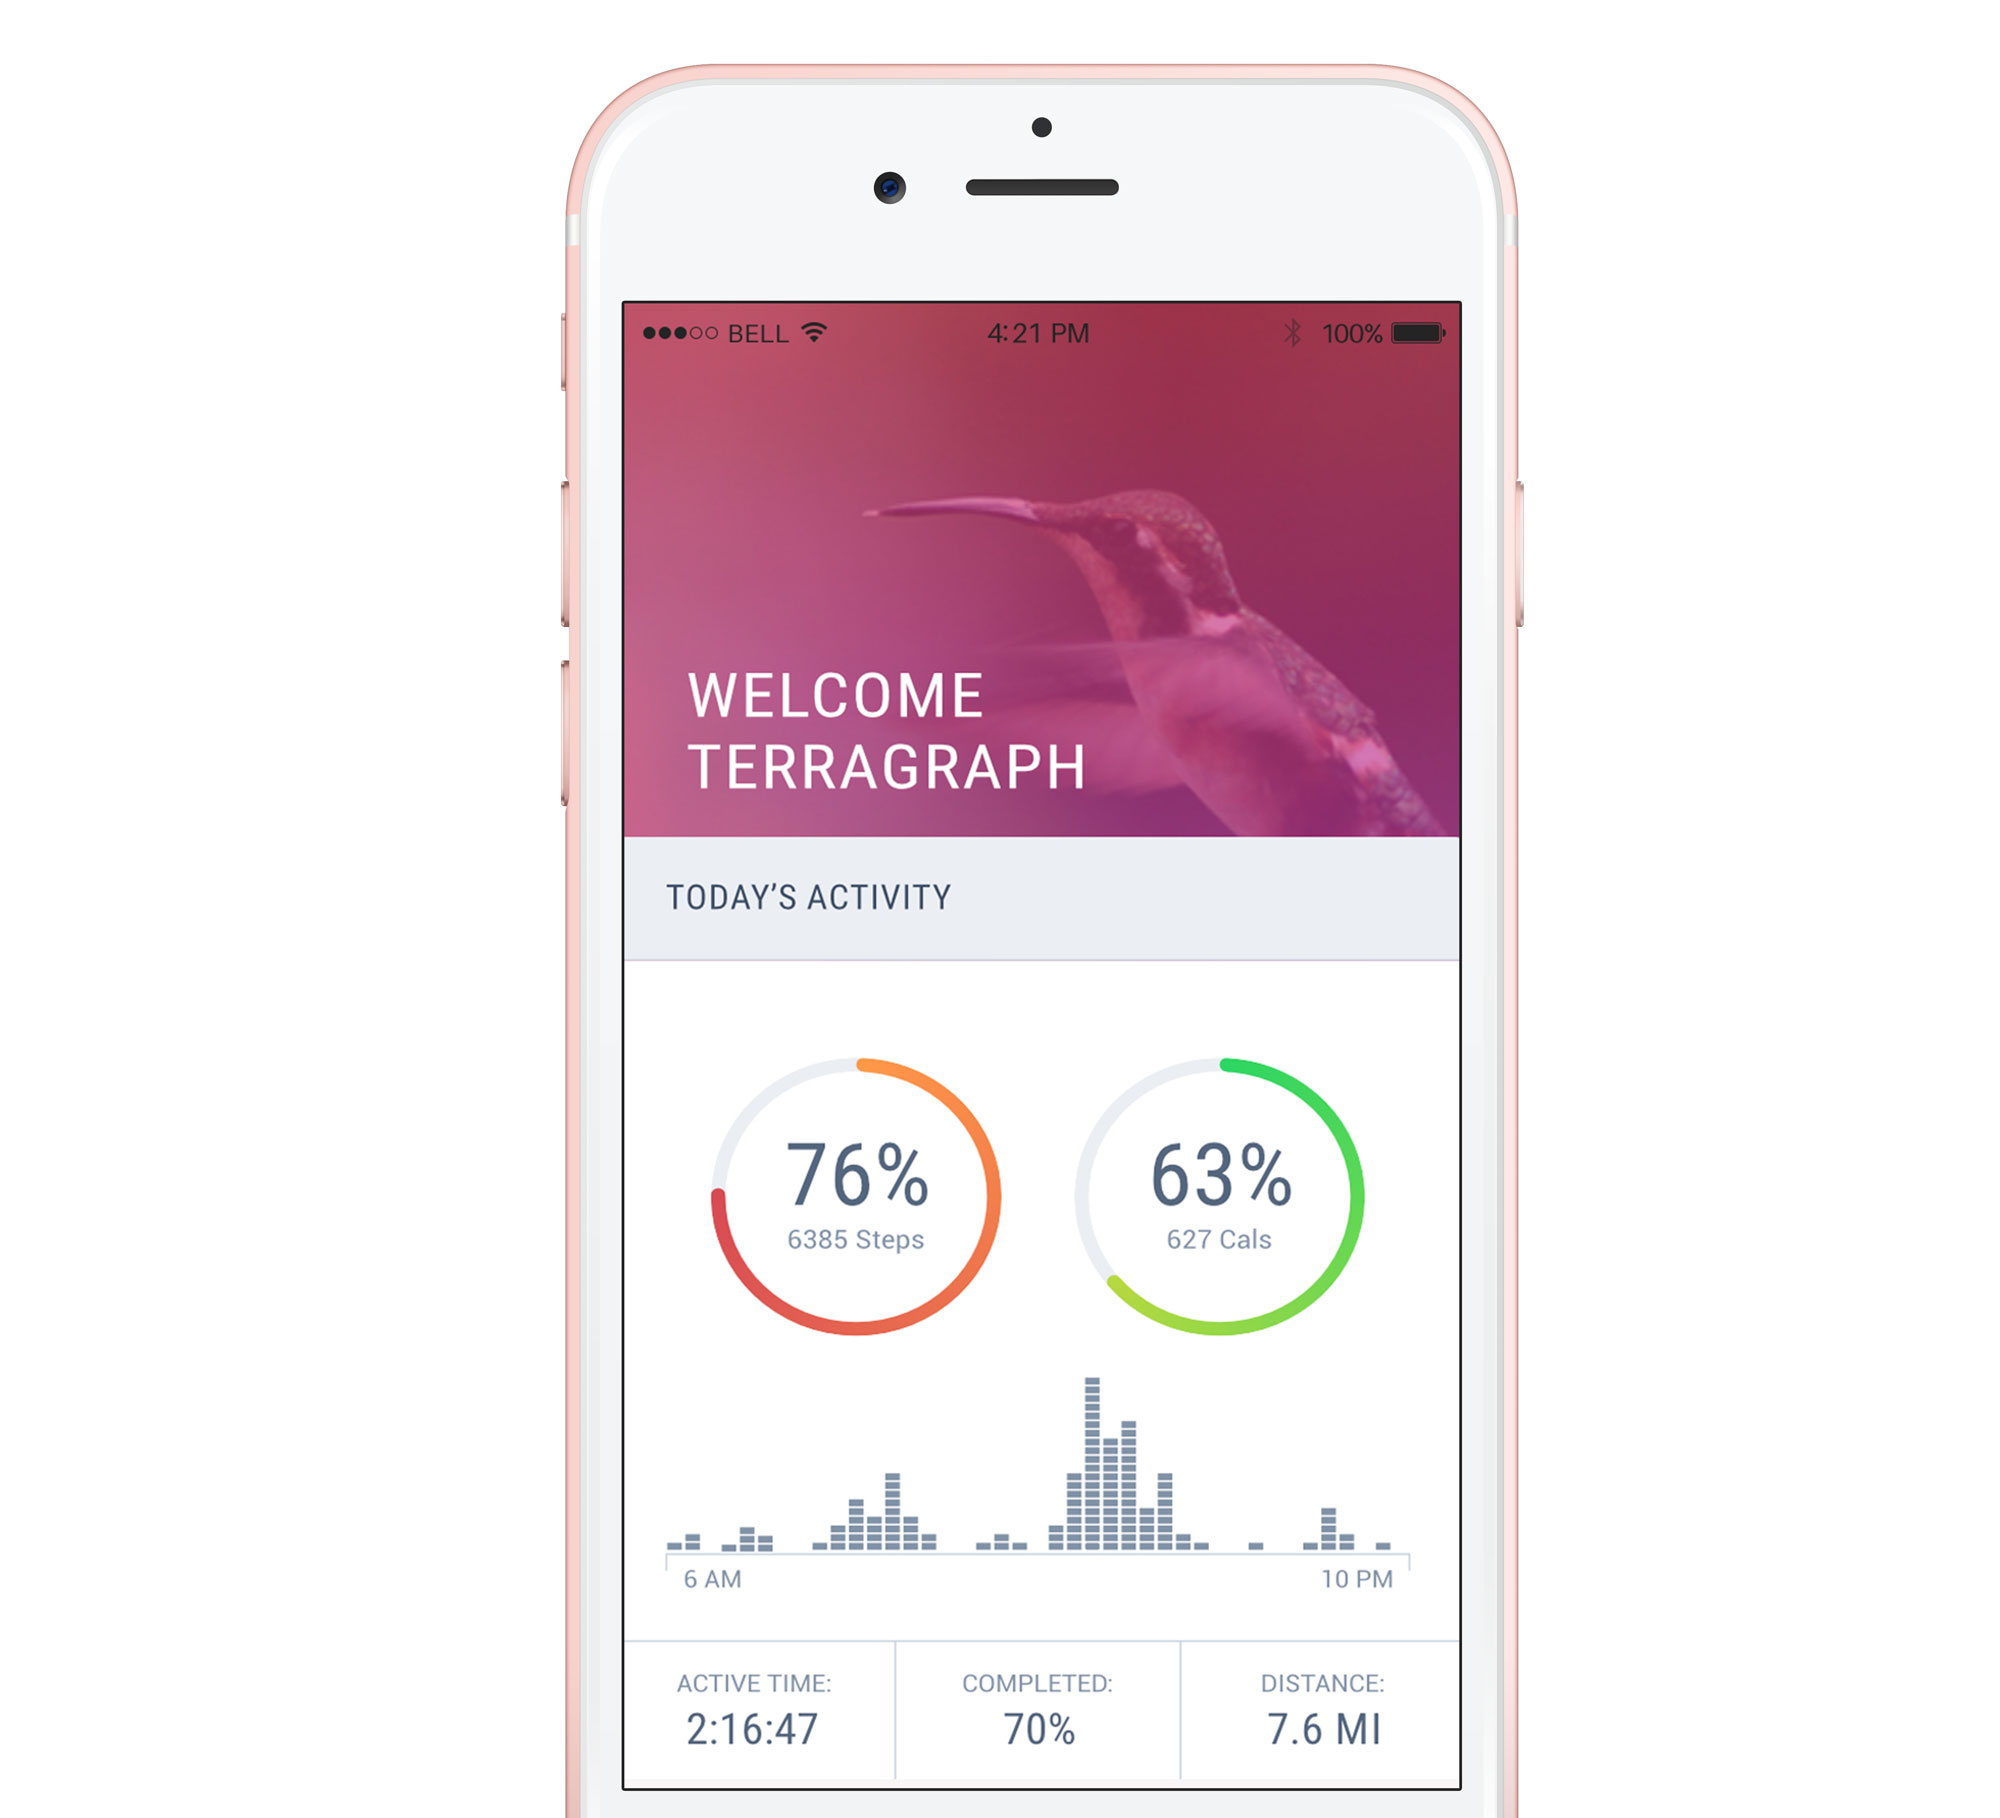 BELL 4:21 PM 100%
WELCOME
TERRAGRAPH
TODAY’S ACTIVITY
76% 63%
6385 Steps 627 Cals
6 AM 10 PM
ACTIVE TIME: COMPLETED: DISTANCE:
2:16:47 70% 7.6 MI